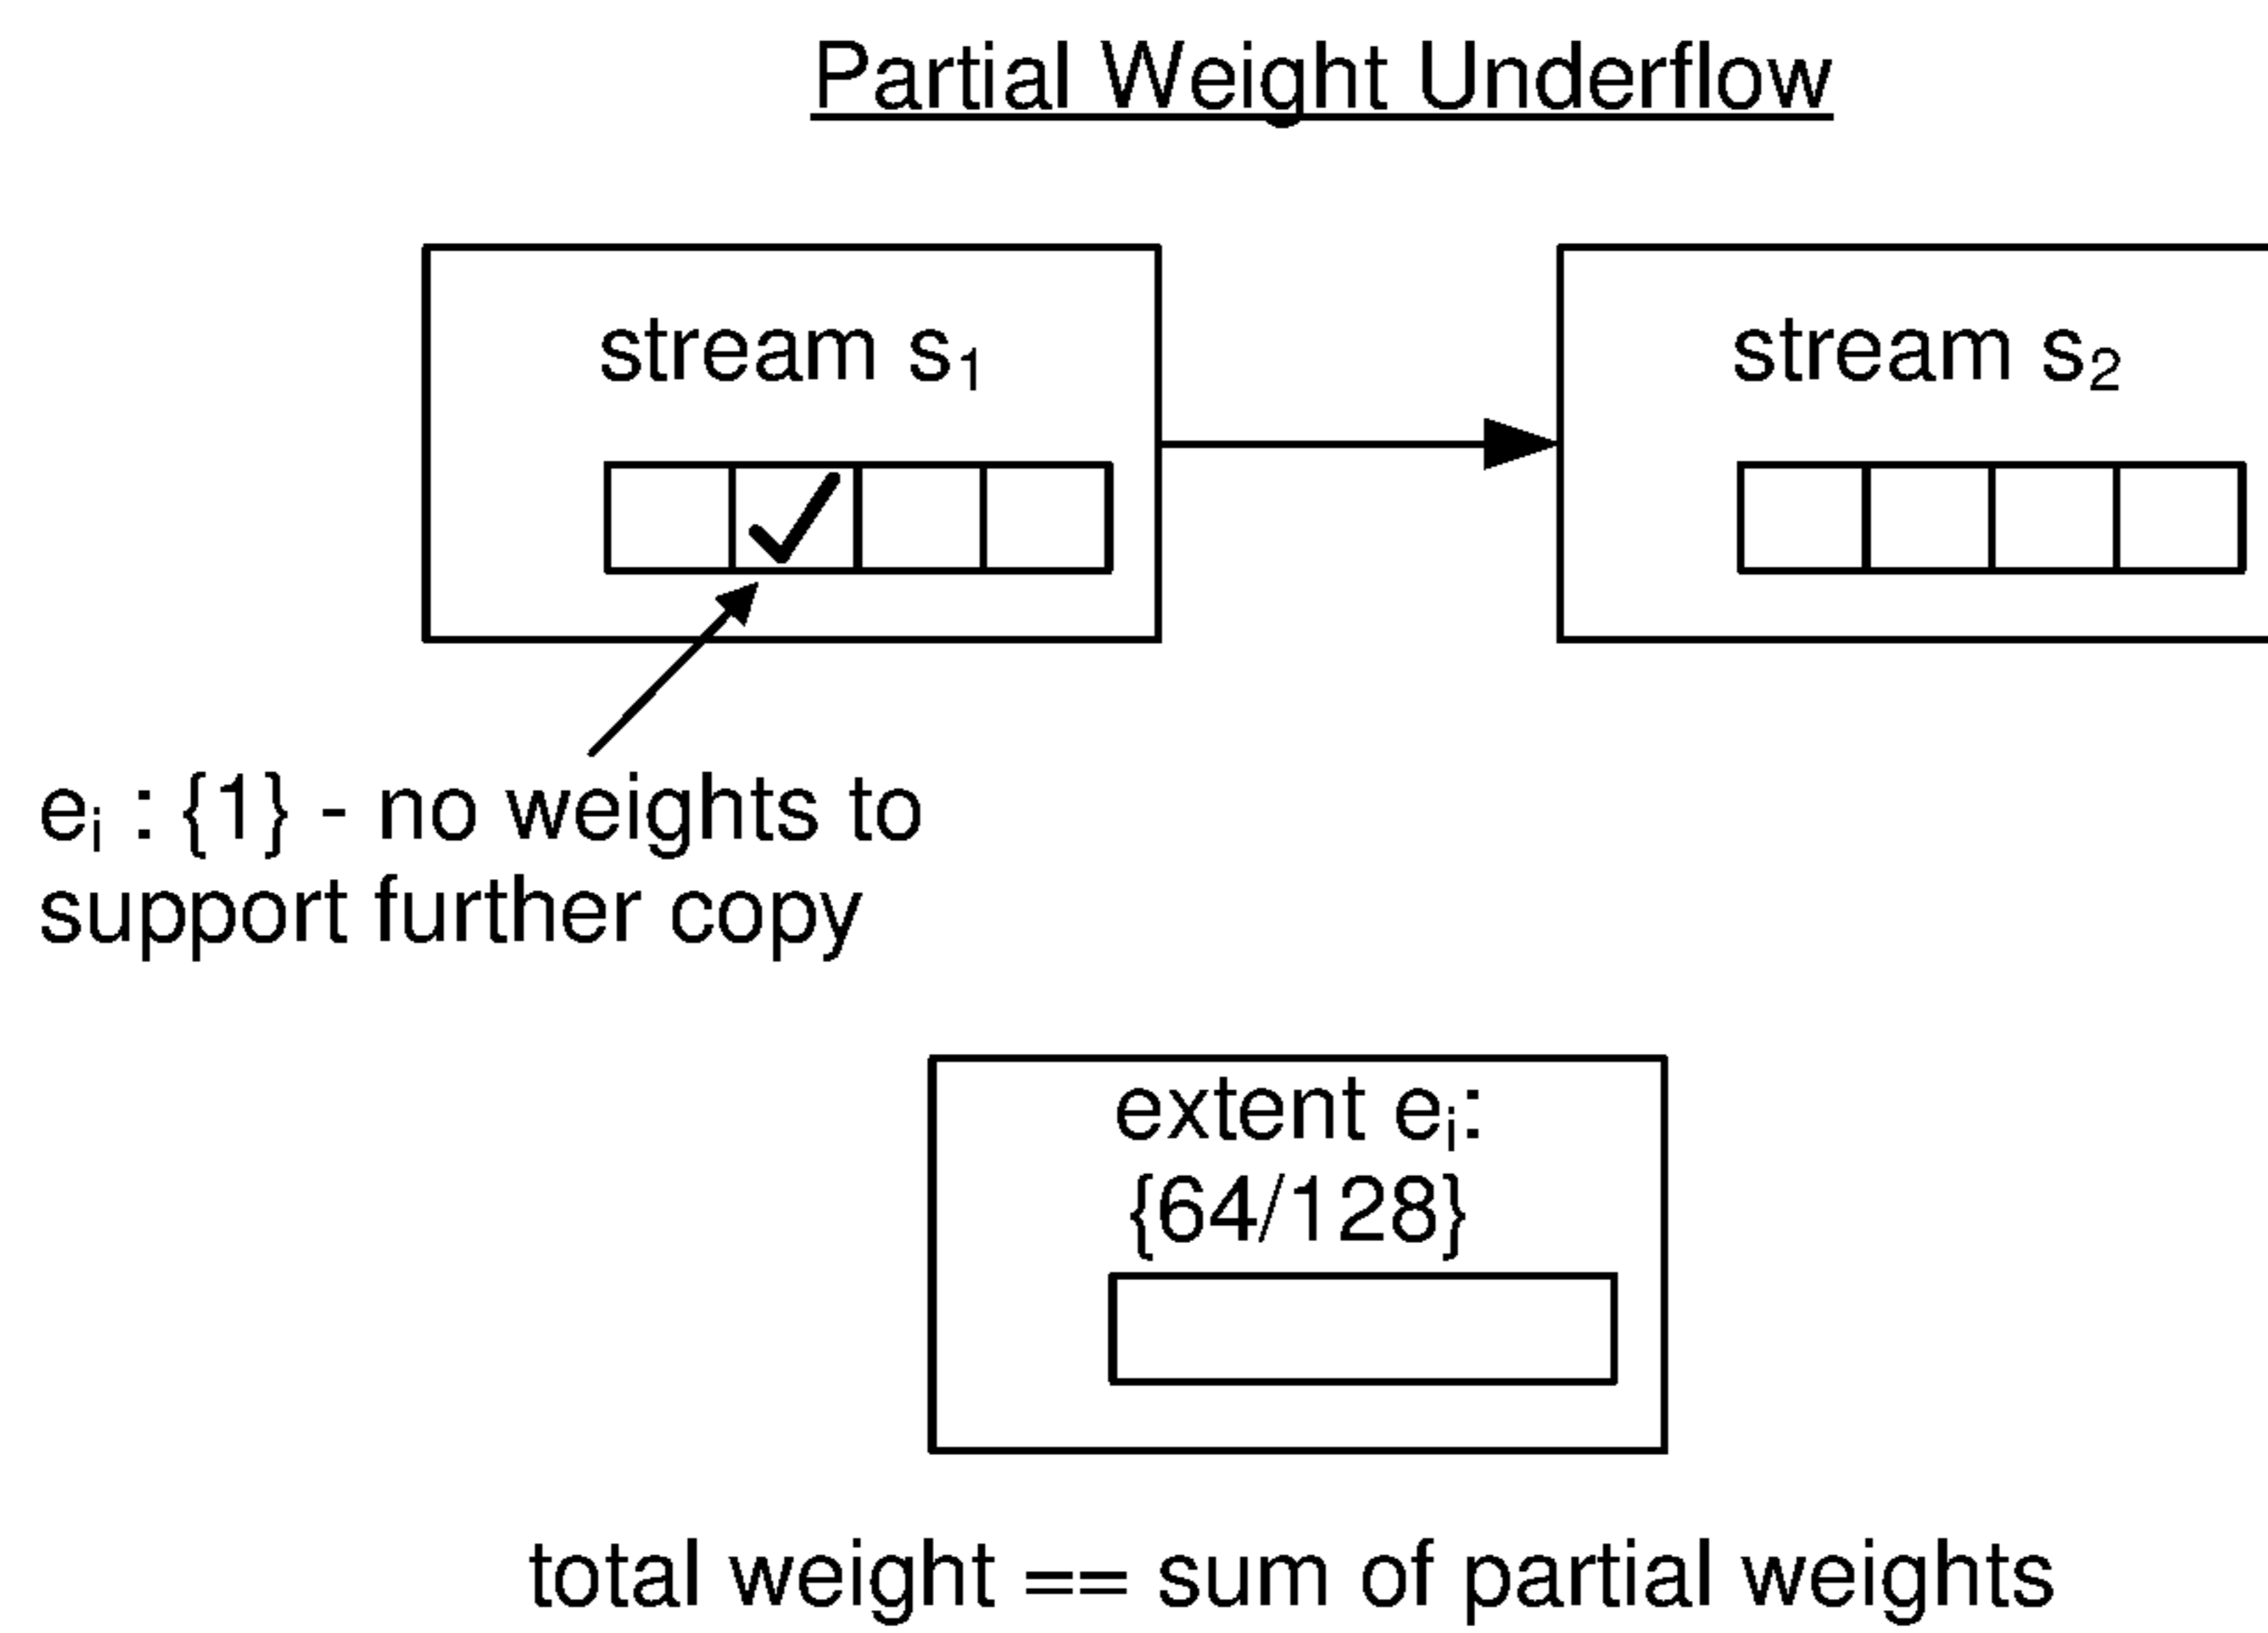 Partial Weight Underflow
stream s₁
stream s₂
eᵢ : {1} - no weights to
support further copy
extent eᵢ:
{64/128}
total weight == sum of partial weights